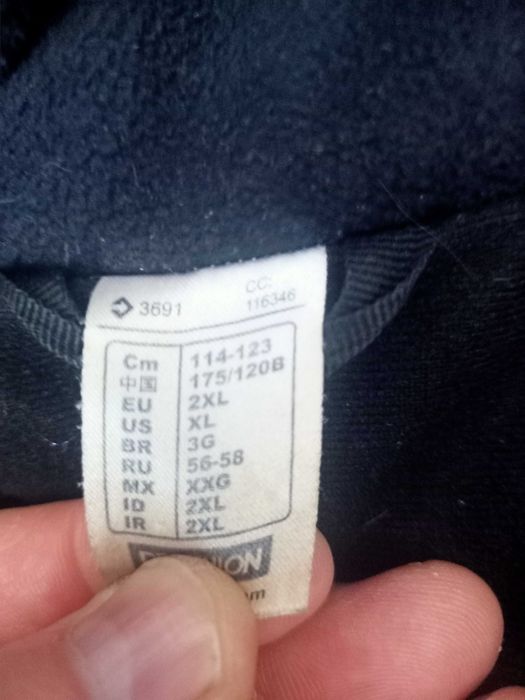 3691
CC:
116346
Cm 114-123
中国 175/120B
EU 2XL
US XL
BR 3G
RU 56-58
MX XXG
ID 2XL
IR 2XL